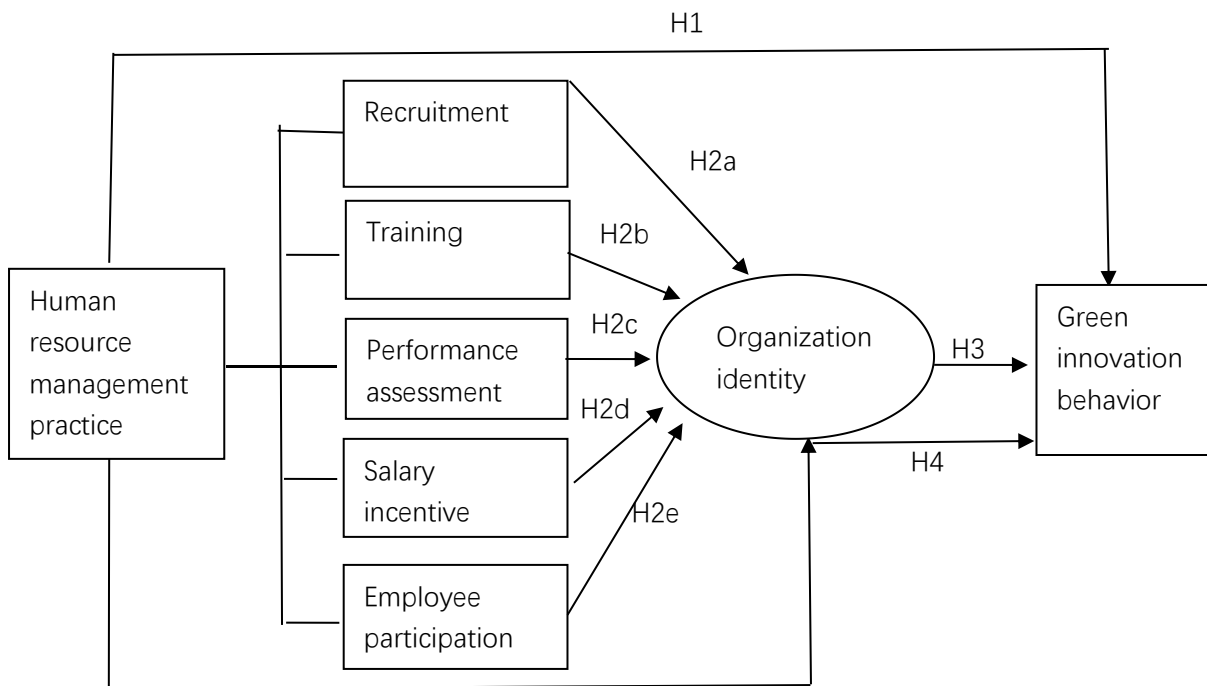 H1
Recruitment
H2a
Training
H2b
Human
resource
management
practice
Performance
assessment
H2c
Organization
identity
H3
Green
innovation
behavior
H2d
Salary
incentive
H4
H2e
Employee
participation